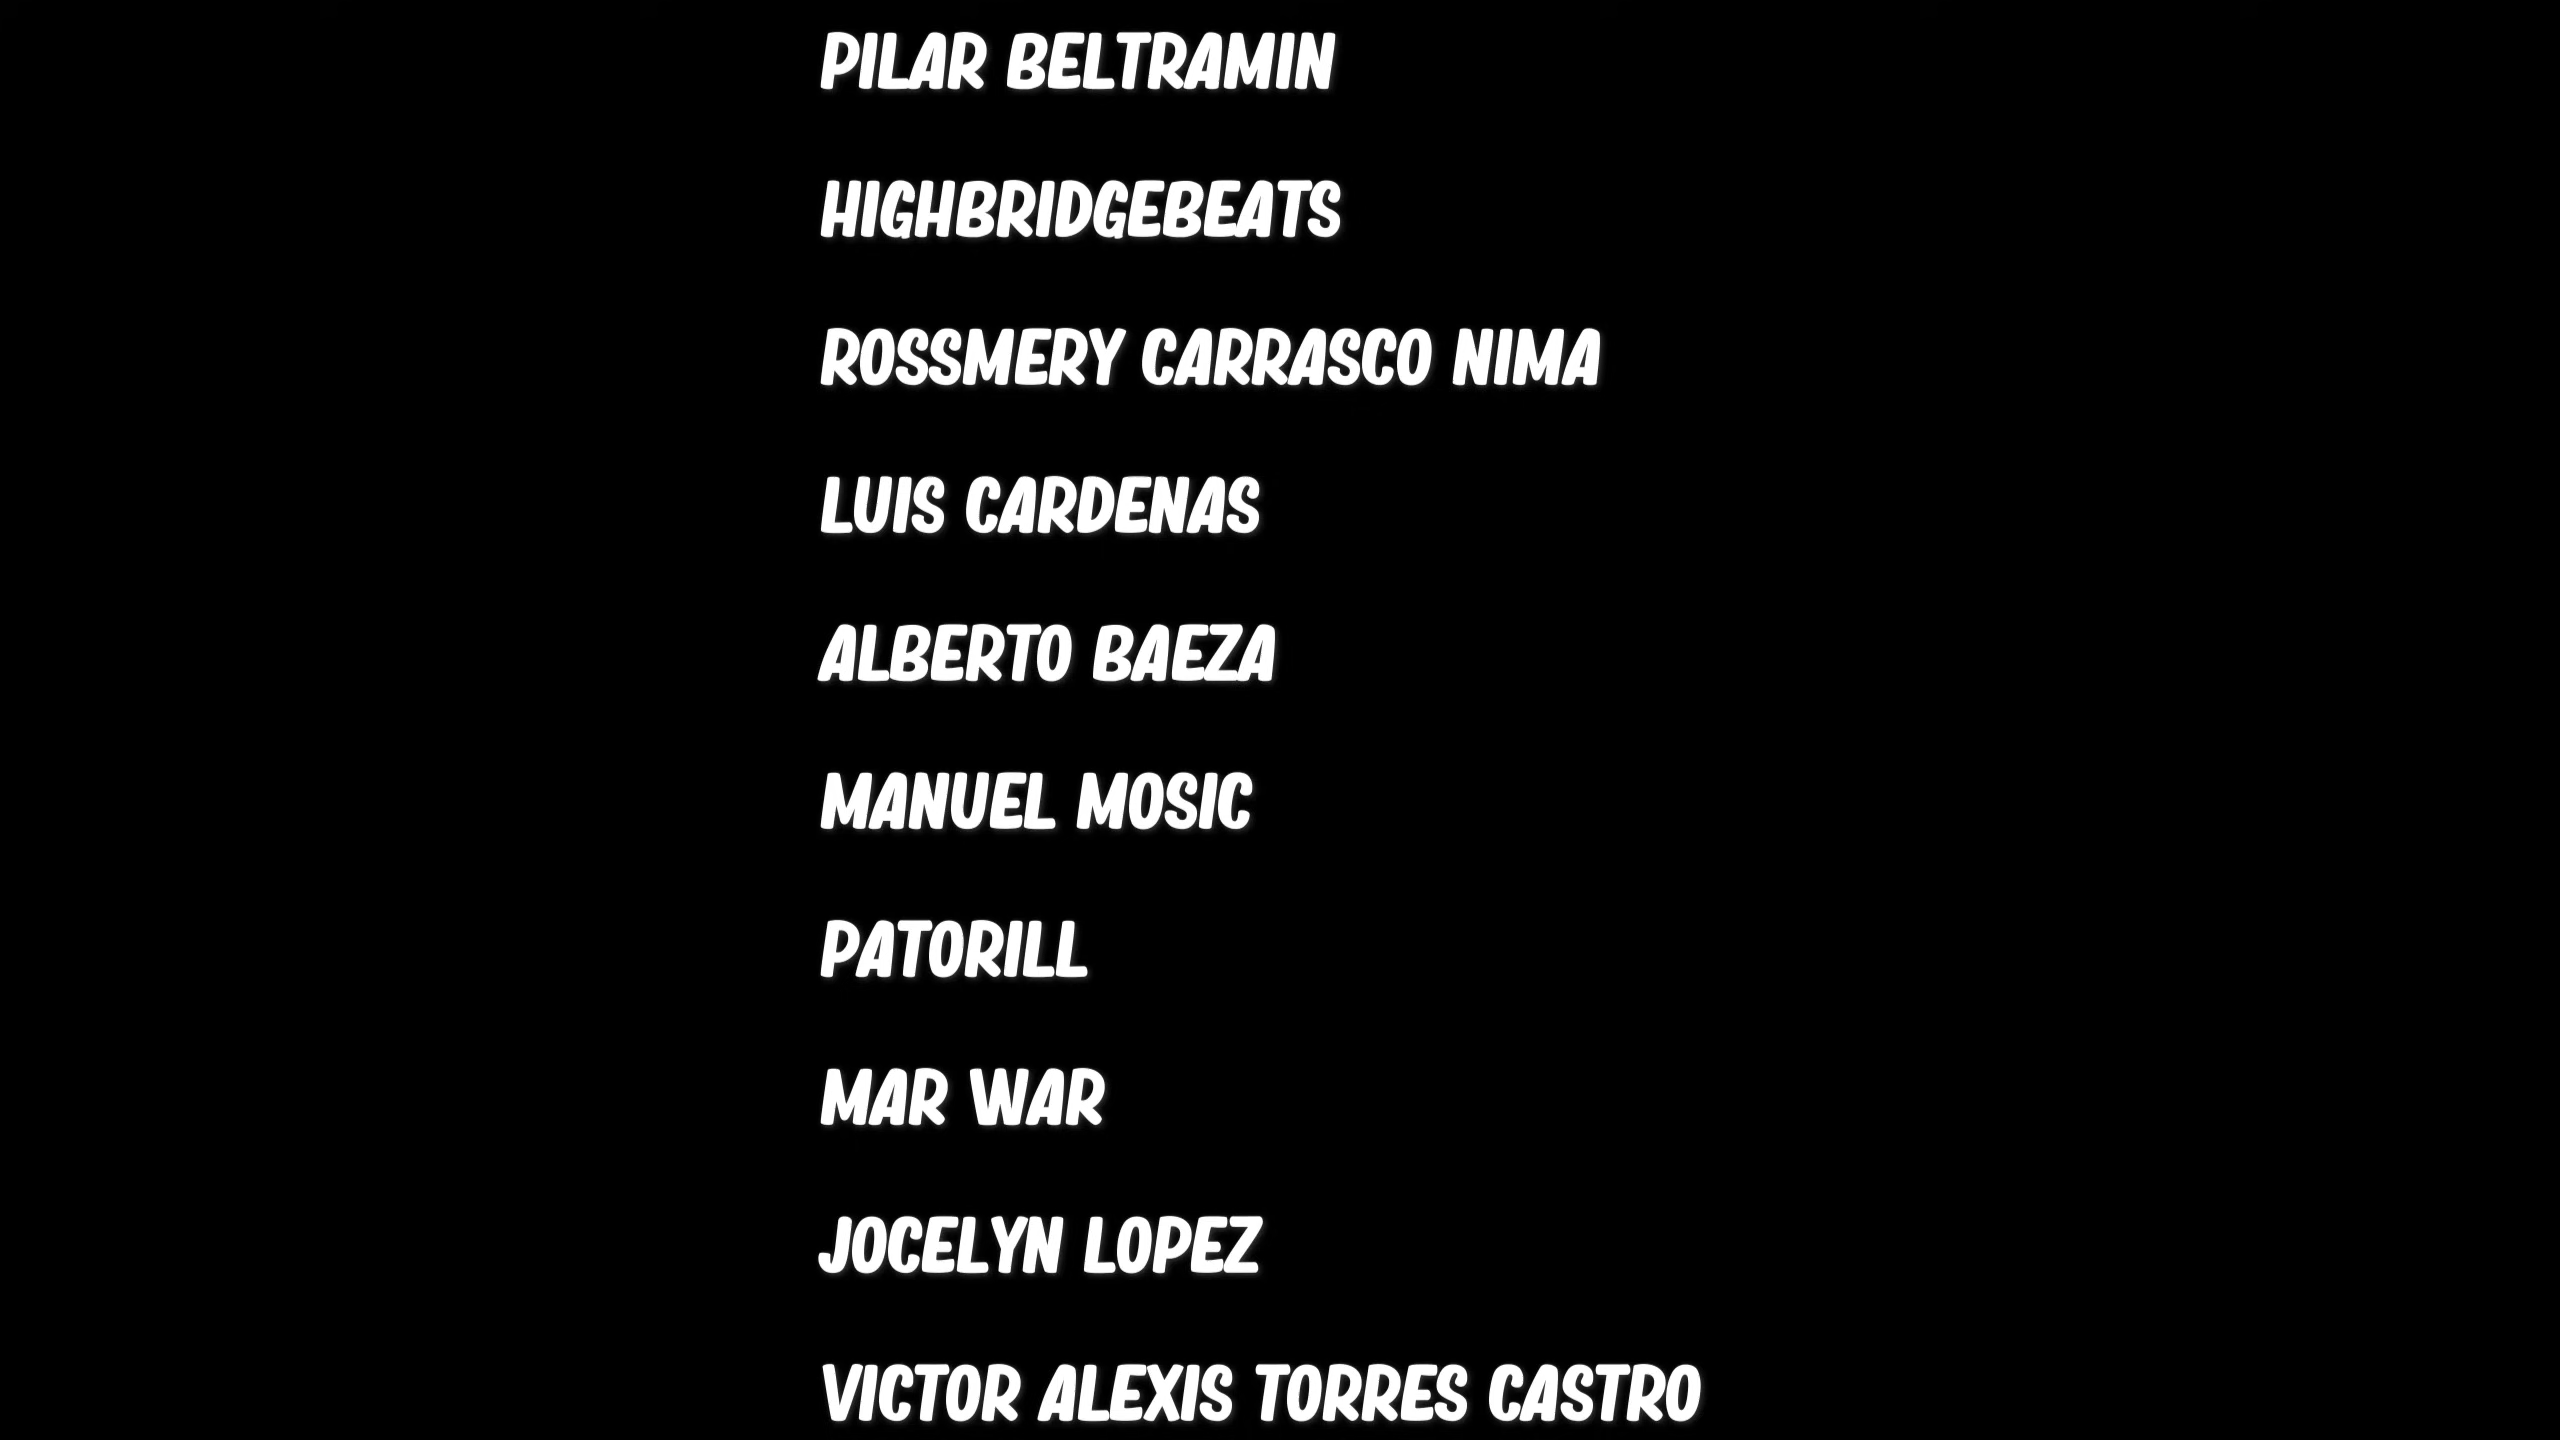 PILAR BELTRAMIN
HIGHBRIDGEBEATS
ROSSMERY CARRASCO NIMA
LUIS CARDENAS
ALBERTO BAEZA
MANUEL MOSIC
PATORILL
MAR WAR
JOCELYN LOPEZ
VICTOR ALEXIS TORRES CASTRO